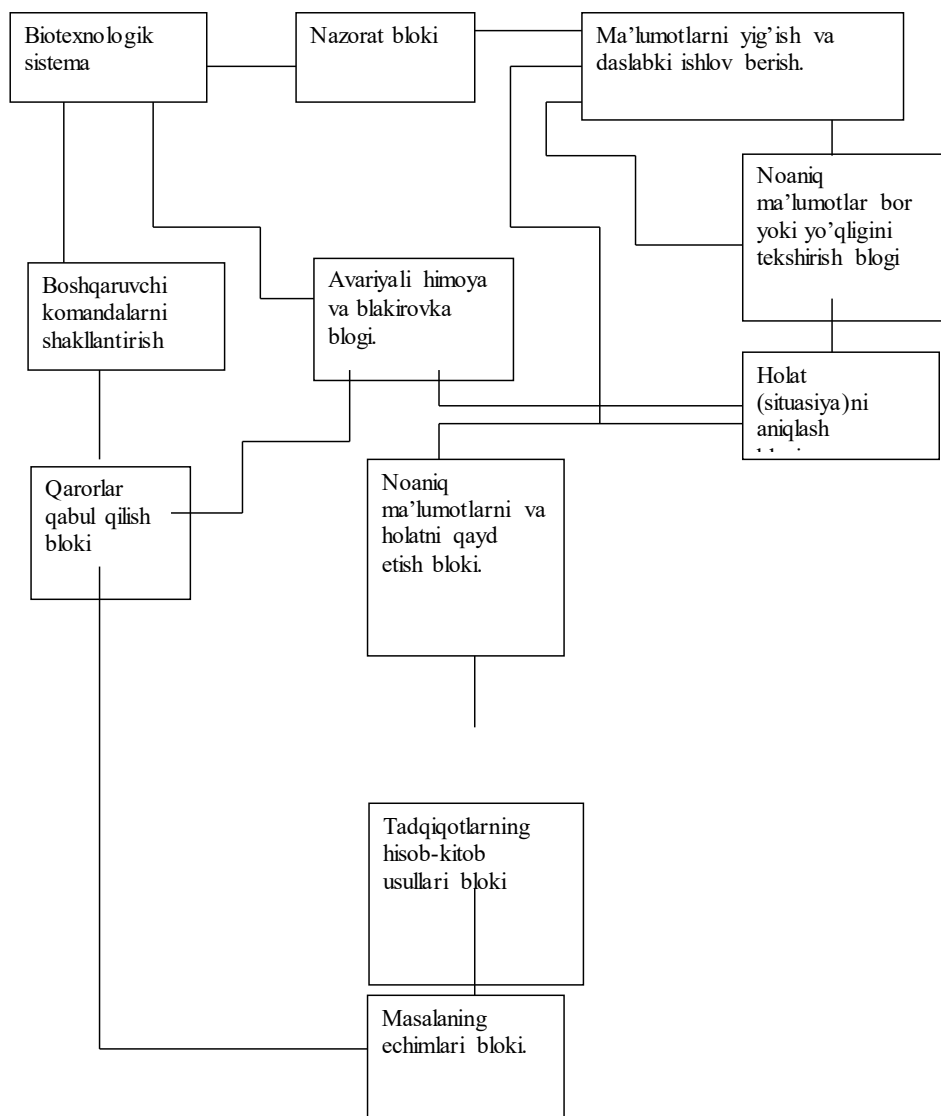 Biotexnologik
sistema
Nazorat bloki
Ma’lumotlarni yig’ish va
daslabki ishlov berish.
Noaniq
ma’lumotlar bor
yoki yo’qligini
tekshirish blogi
Boshqaruvchi
komandalarni
shakllantirish
Avariyali himoya
va blakirovka
blogi.
Holat
(situasiya)ni
aniqlash
Qarorlar
qabul qilish
bloki
Noaniq
ma’lumotlarni va
holatni qayd
etish bloki.
Tadqiqotlarning
hisob-kitob
usullari bloki
Masalaning
echimlari bloki.